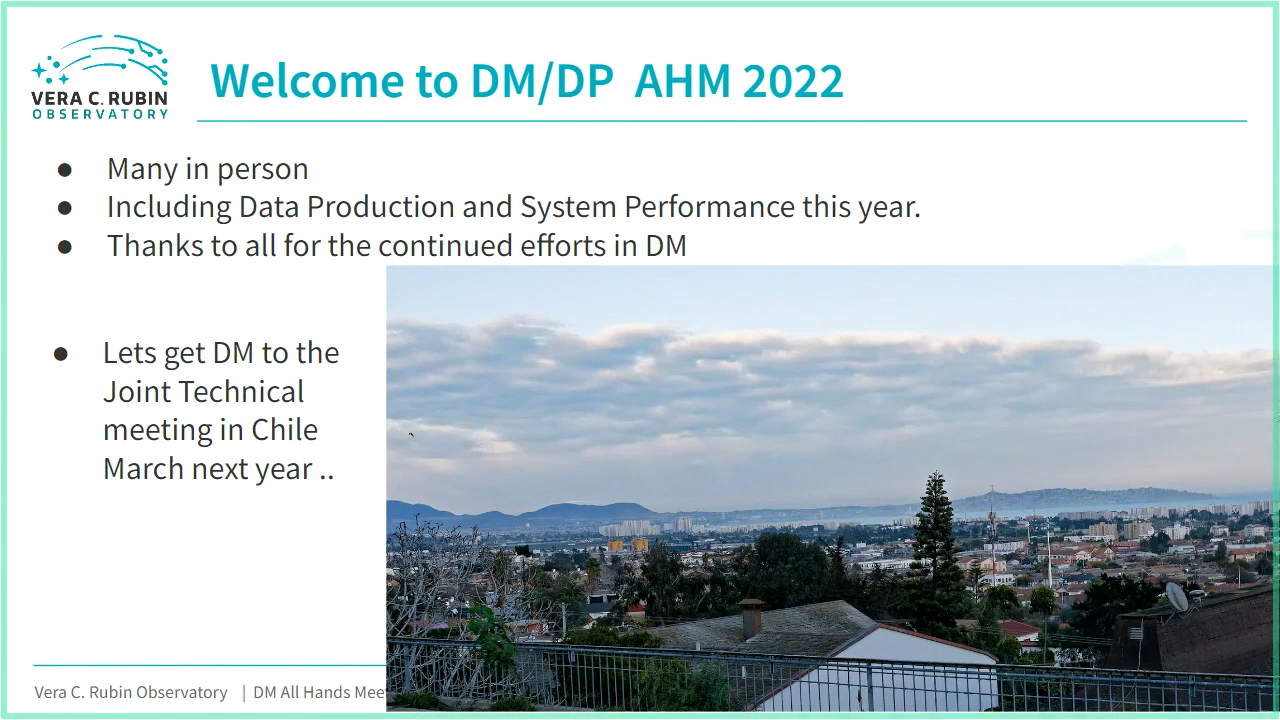 VERA C. RUBIN
OBSERVATORY
Welcome to DM/DP AHM 2022
● Many in person
● Including Data Production and System Performance this year.
● Thanks to all for the continued efforts in DM
● Lets get DM to the
Joint Technical
meeting in Chile
March next year ..
Vera C. Rubin Observatory | DM All Hands Mee